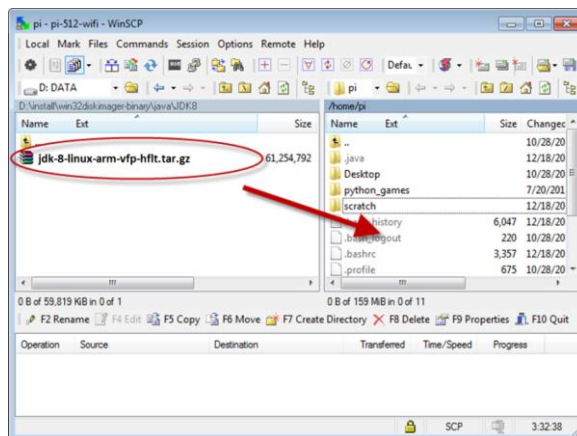 pi - pi-512-wifi - WinSCP
Local Mark Files Commands Session Options Remote Help
Defau
D: DATA
pi
D:\install\win32diskimager-binary\java\JDK8
/home/pi
Name Ext Size
Name Ext Size Changed
..
jdk-8-linux-arm-vfp-hflt.tar.gz 61,254,792
.. 10/28/20
.java 12/18/20
Desktop 10/28/20
python_games 7/20/201
scratch 12/18/20
history 6,047 12/18/20
.bash_logout 220 10/28/20
.bashrc 3,357 12/18/20
.profile 675 10/28/20
0 B of 59,819 KiB in 0 of 1
0 B of 159 MiB in 0 of 11
F2 Rename F4 Edit F5 Copy F6 Move F7 Create Directory F8 Delete F9 Properties F10 Quit
Operation Source Destination Transferred Time/Speed Progress
SCP 3:32:38